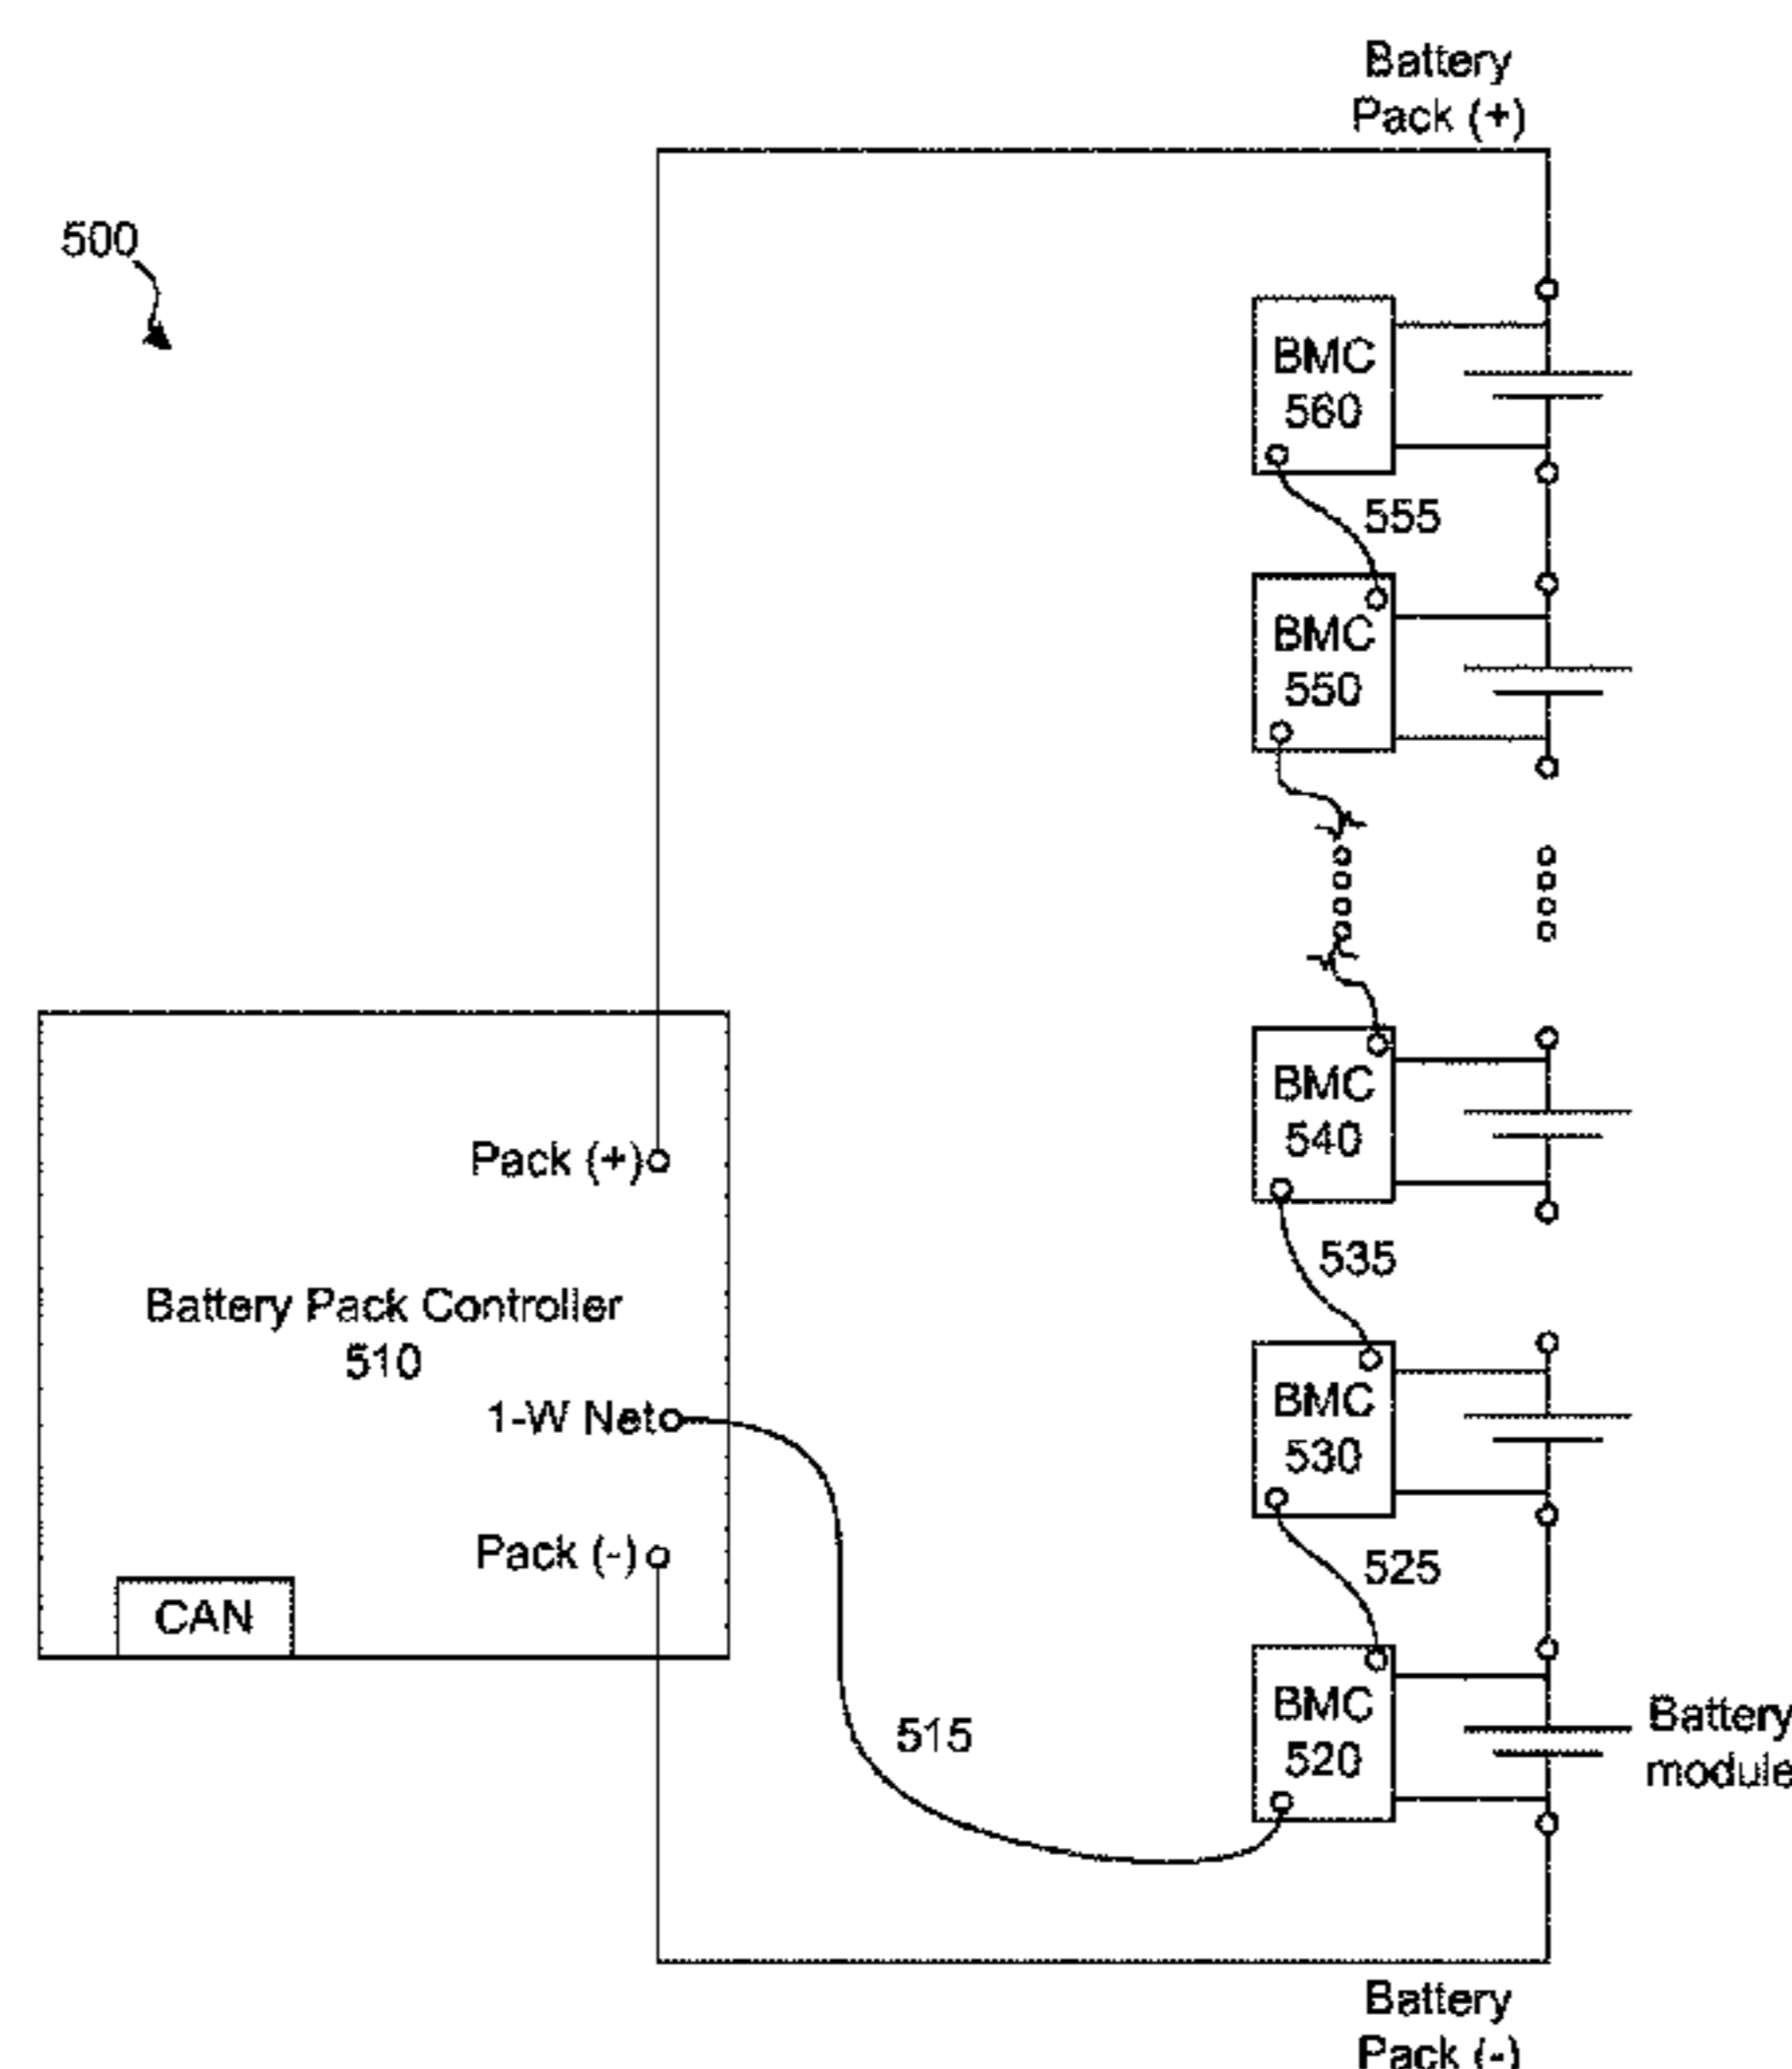 Battery
Pack (+)
500
BMC
560
555
BMC
550
BMC
540
Pack (+)
535
Battery Pack Controller
510
BMC
530
1-W Net
Pack (-)
525
CAN
BMC
520
Battery
module
515
Battery
Pack (-)